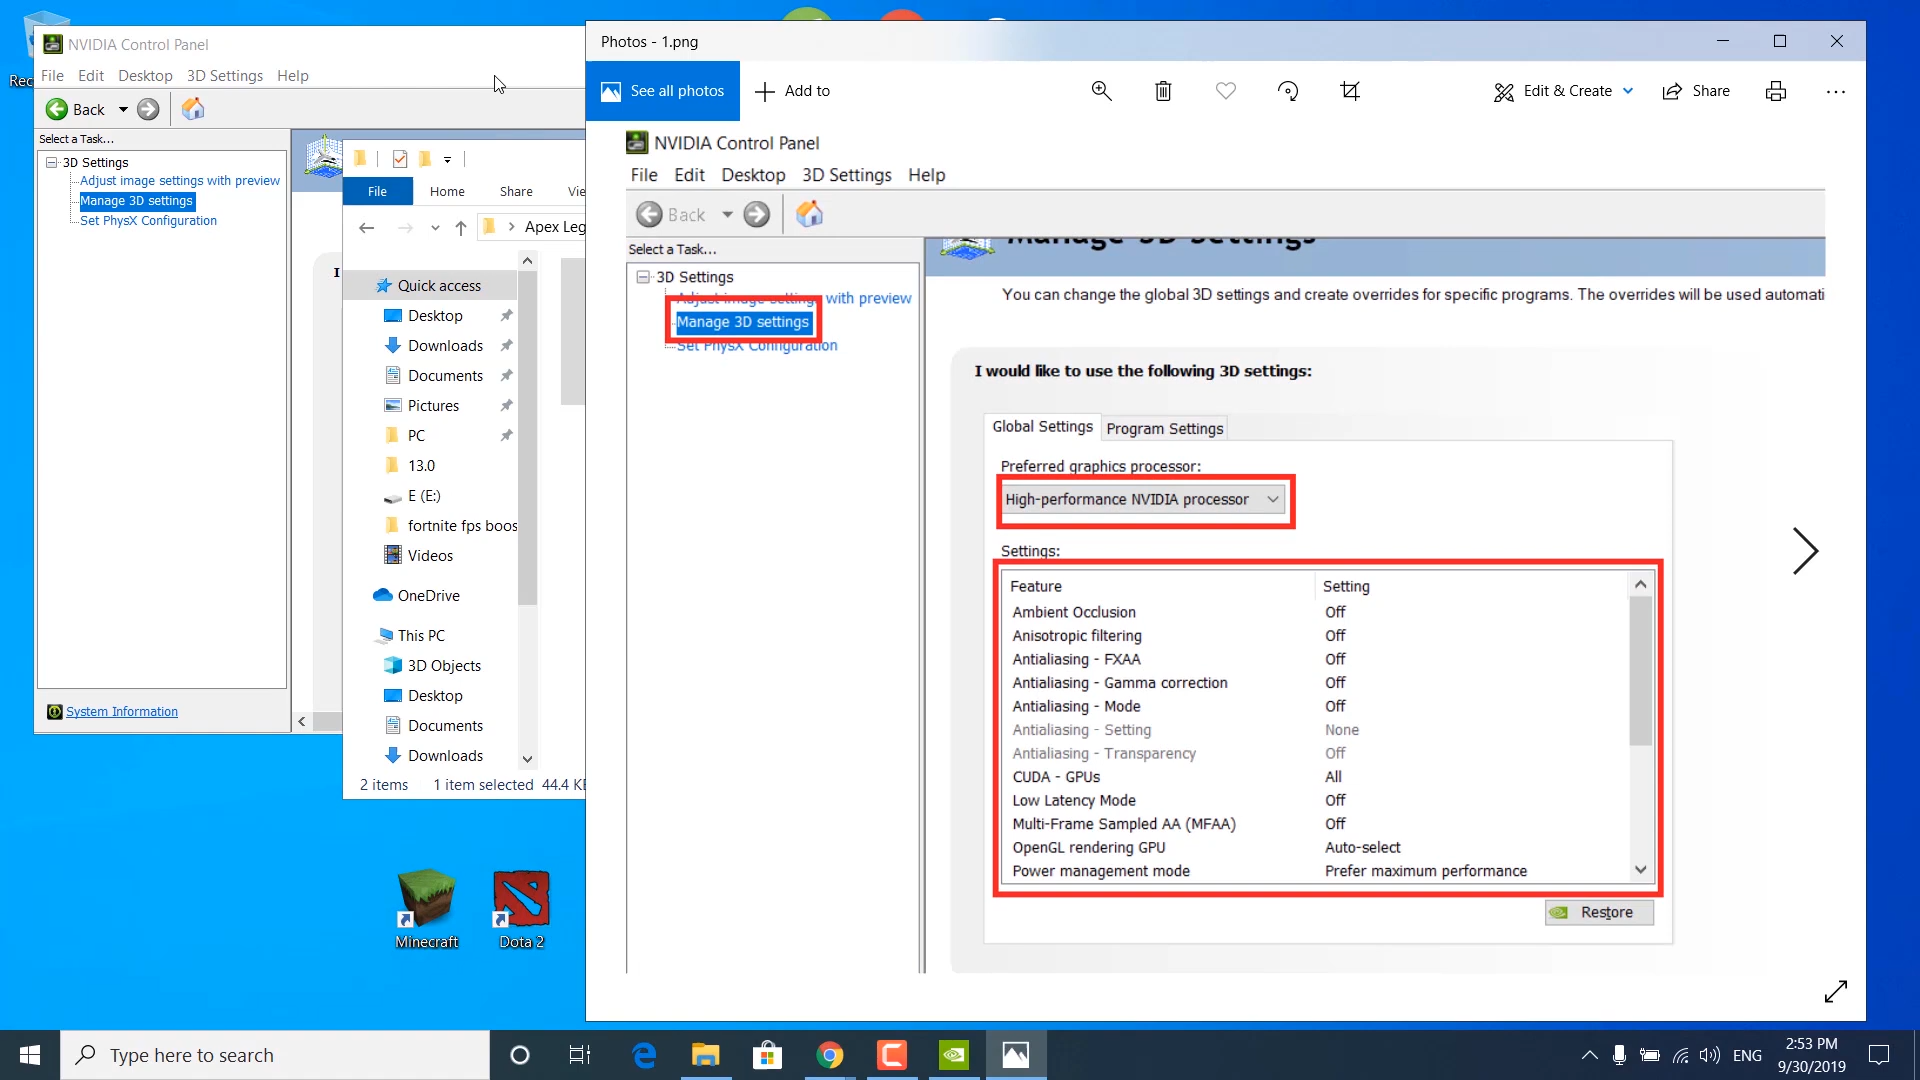 Rec
NVIDIA Control Panel
File Edit Desktop 3D Settings Help
Back
Select a Task...
3D Settings
Adjust image settings with preview
Manage 3D settings
Set PhysX Configuration
System Information
I
File Home Share Vie
Apex Leg
Quick access
Desktop
Downloads
Documents
Pictures
PC
13.0
E (E:)
fortnite fps boos
Videos
OneDrive
This PC
3D Objects
Desktop
Documents
Downloads
2 items 1 item selected 44.4 KB
Photos - 1.png
See all photos
Add to
Edit & Create
Share
NVIDIA Control Panel
File Edit Desktop 3D Settings Help
Back
Select a Task...
3D Settings
Adjust image settings with preview
Manage 3D settings
Set PhysX Configuration
Manage 3D Settings
You can change the global 3D settings and create overrides for specific programs. The overrides will be used automati
I would like to use the following 3D settings:
Global Settings Program Settings
Preferred graphics processor:
High-performance NVIDIA processor
Settings:
Feature Setting
Ambient Occlusion Off
Anisotropic filtering Off
Antialiasing - FXAA Off
Antialiasing - Gamma correction Off
Antialiasing - Mode Off
Antialiasing - Setting None
Antialiasing - Transparency Off
CUDA - GPUs All
Low Latency Mode Off
Multi-Frame Sampled AA (MFAA) Off
OpenGL rendering GPU Auto-select
Power management mode Prefer maximum performance
Restore
Minecraft
Dota 2
Type here to search
ENG
2:53 PM
9/30/2019